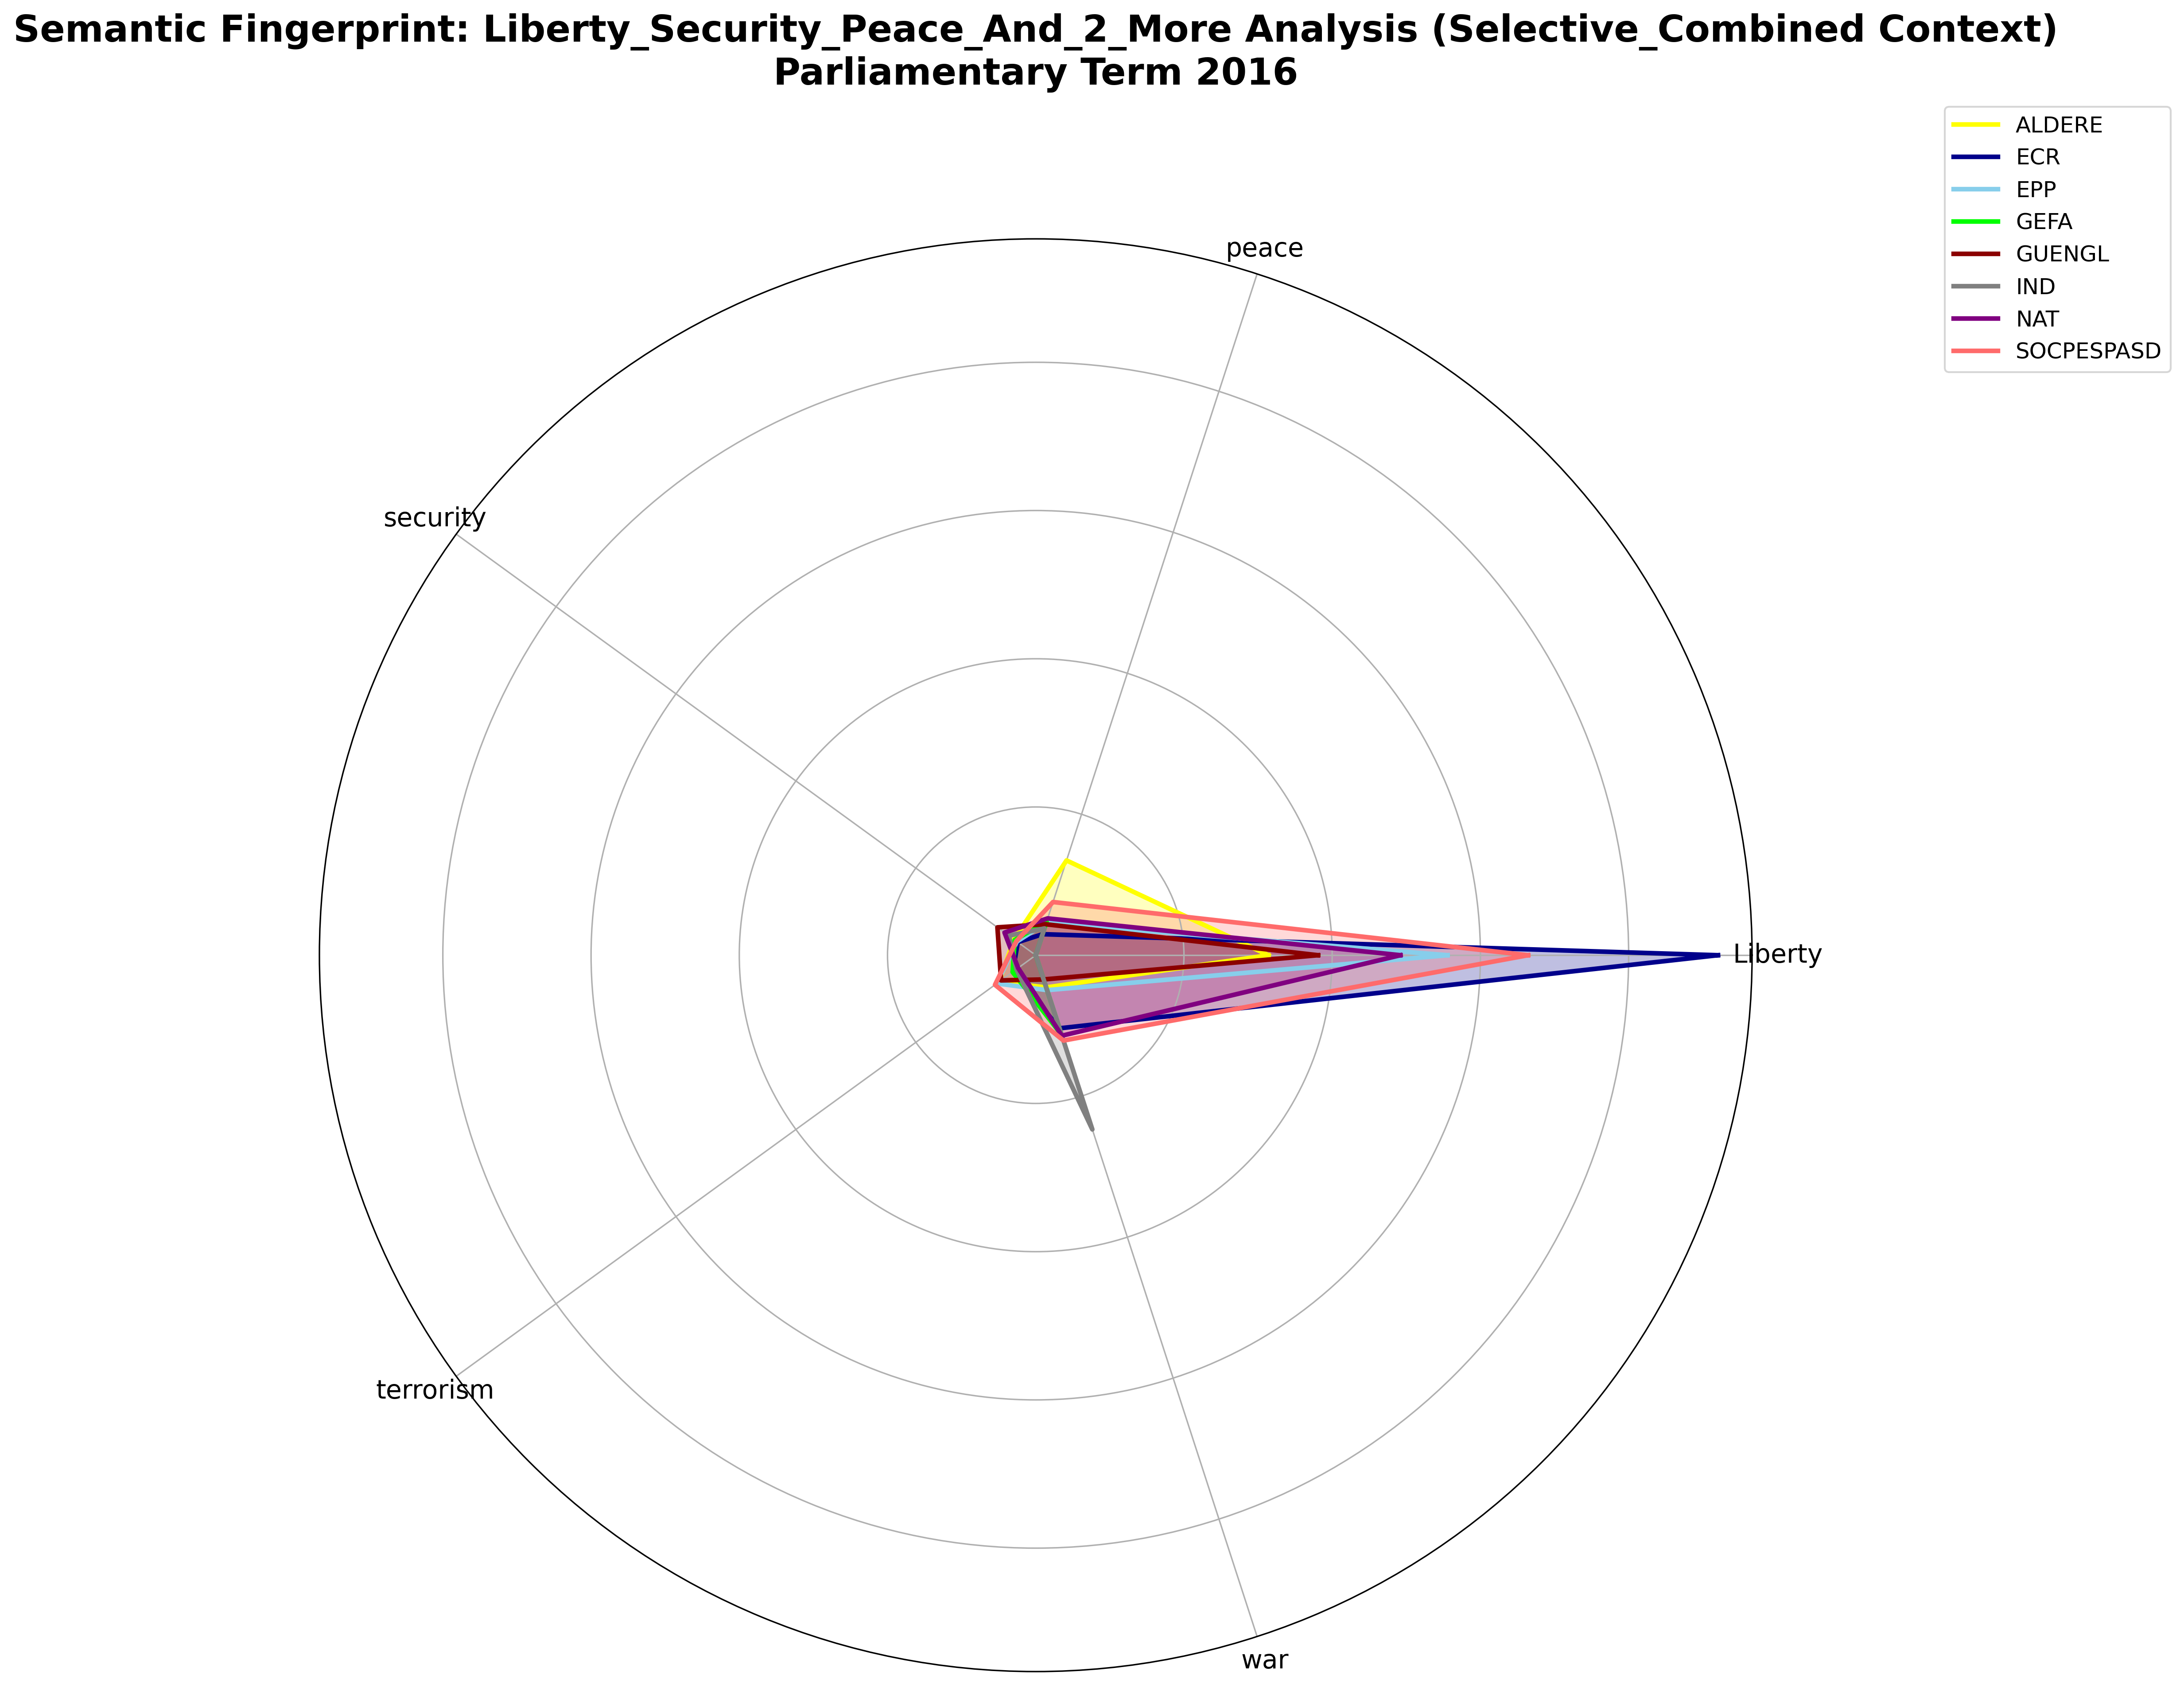 Semantic Fingerprint: Liberty_Security_Peace_And_2_More Analysis (Selective_Combined Context)
Parliamentary Term 2016
ALDERE
ECR
EPP
GEFA
GUENGL
IND
NAT
SOCPESPASD
peace
security
Liberty
terrorism
war